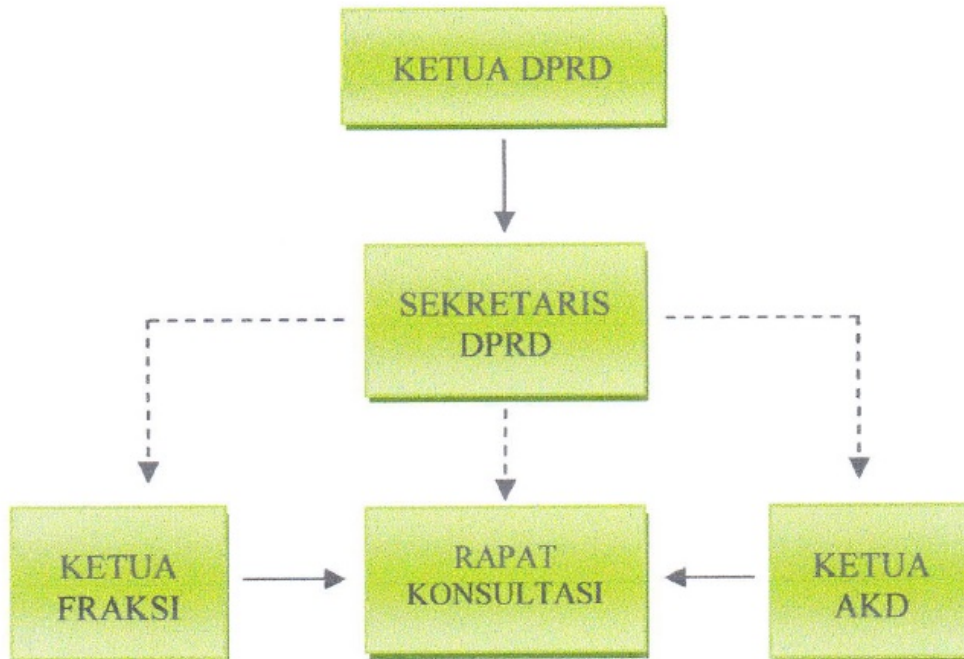 KETUA DPRD
SEKRETARIS
DPRD
KETUA
FRAKSI
RAPAT
KONSULTASI
KETUA
AKD